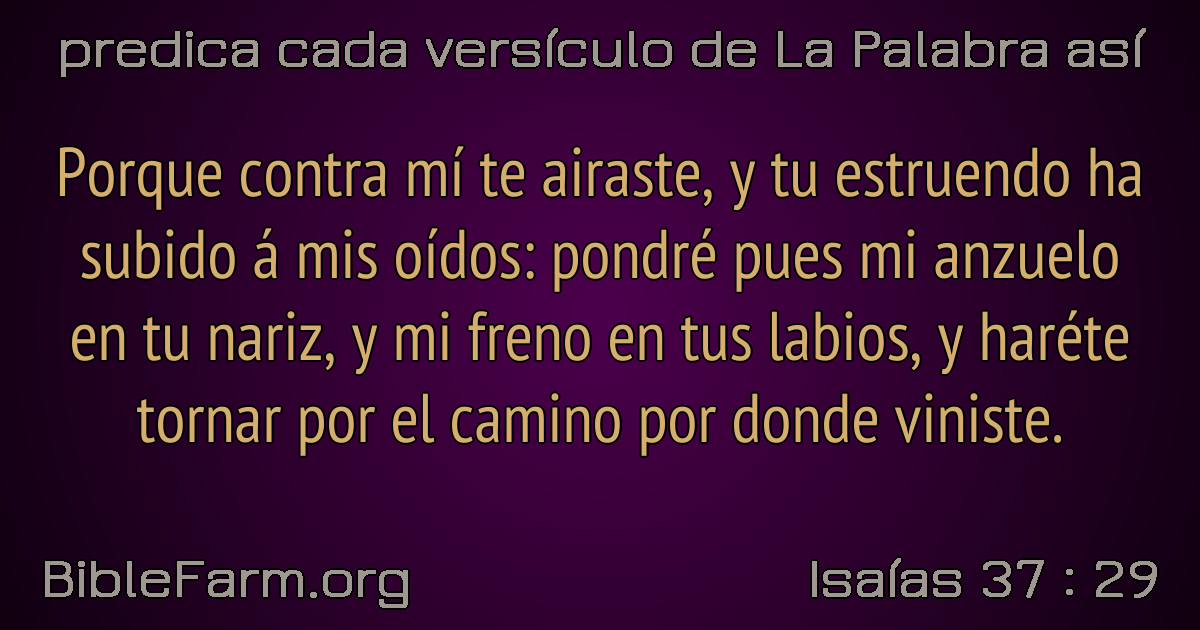 predica cada versículo de La Palabra así
Porque contra mí te airaste, y tu estruendo ha
subido á mis oídos: pondré pues mi anzuelo
en tu nariz, y mi freno en tus labios, y haréte
tornar por el camino por donde viniste.
BibleFarm.org
Isaías 37 : 29